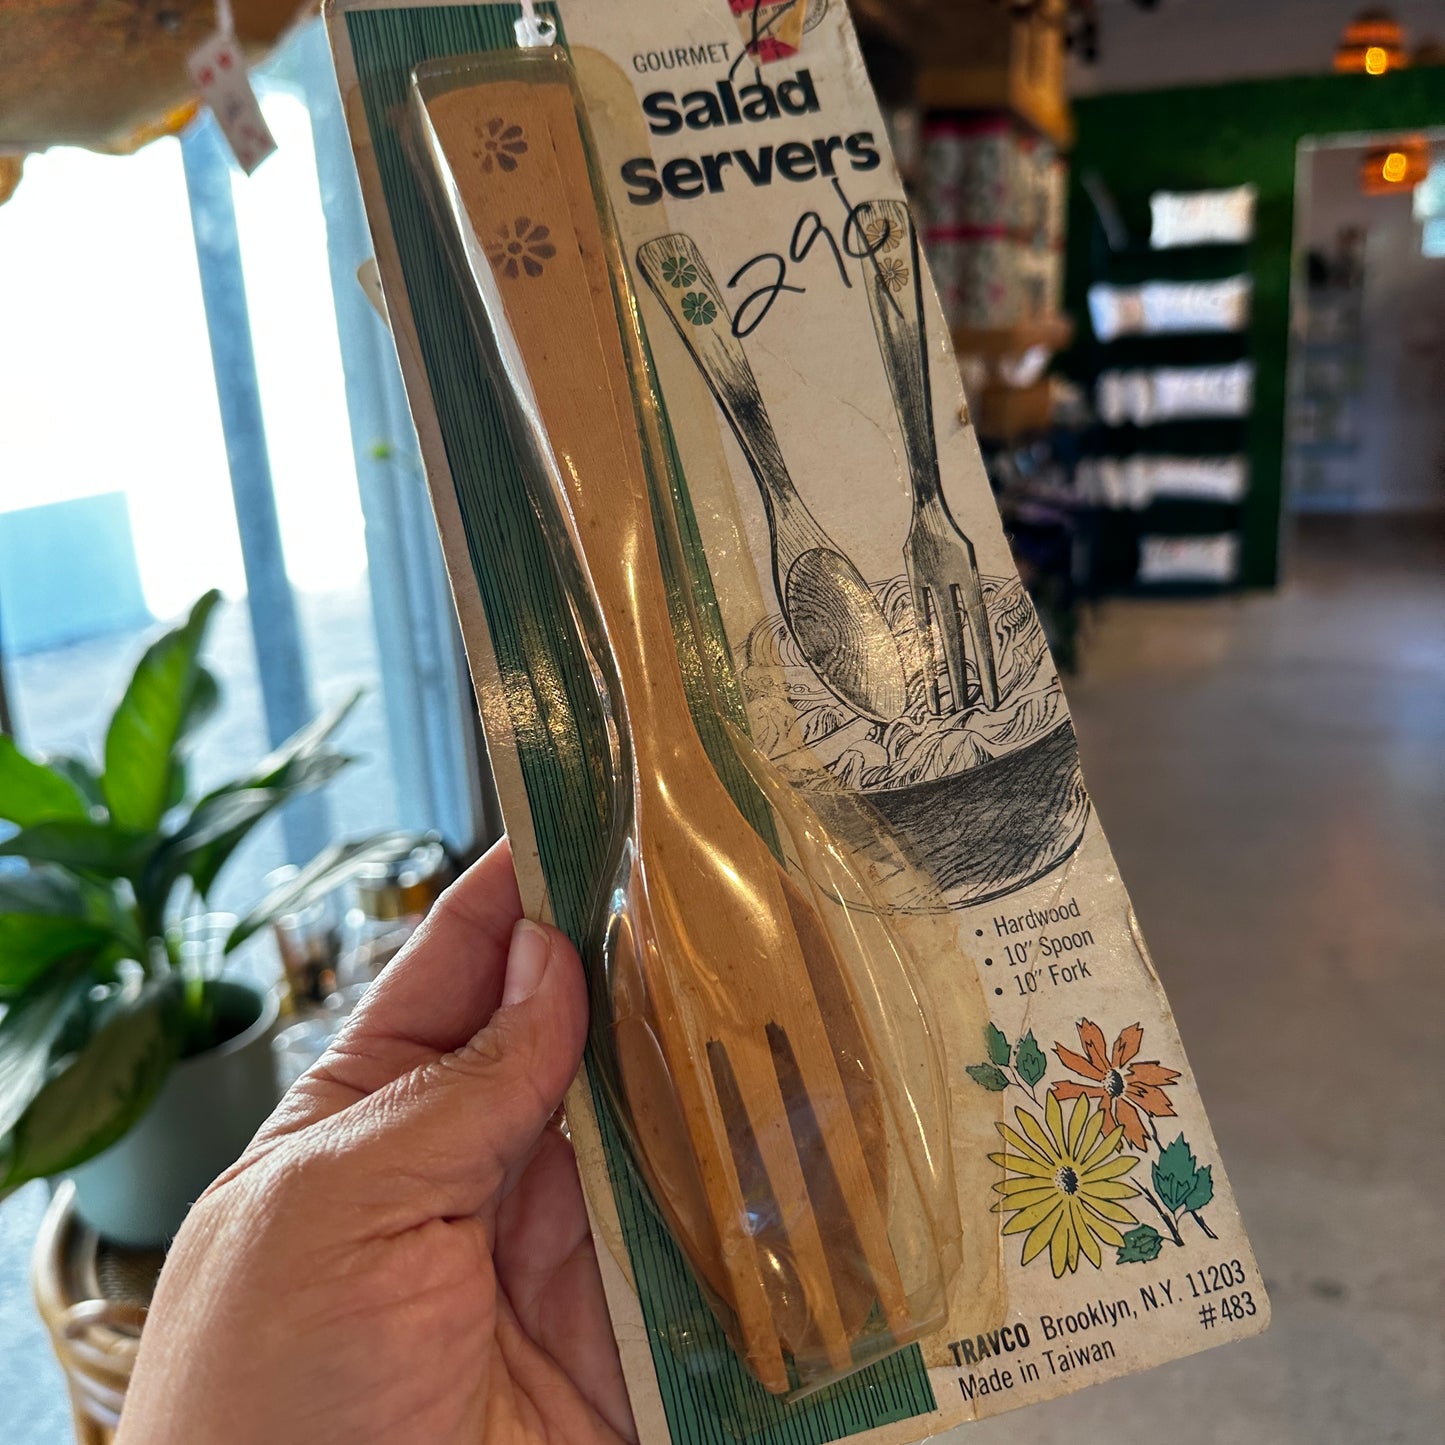 GOURMET
Salad
servers
290
• Hardwood
• 10" Spoon
• 10" Fork
TRAVCO Brooklyn, N.Y. 11203
Made in Taiwan #483